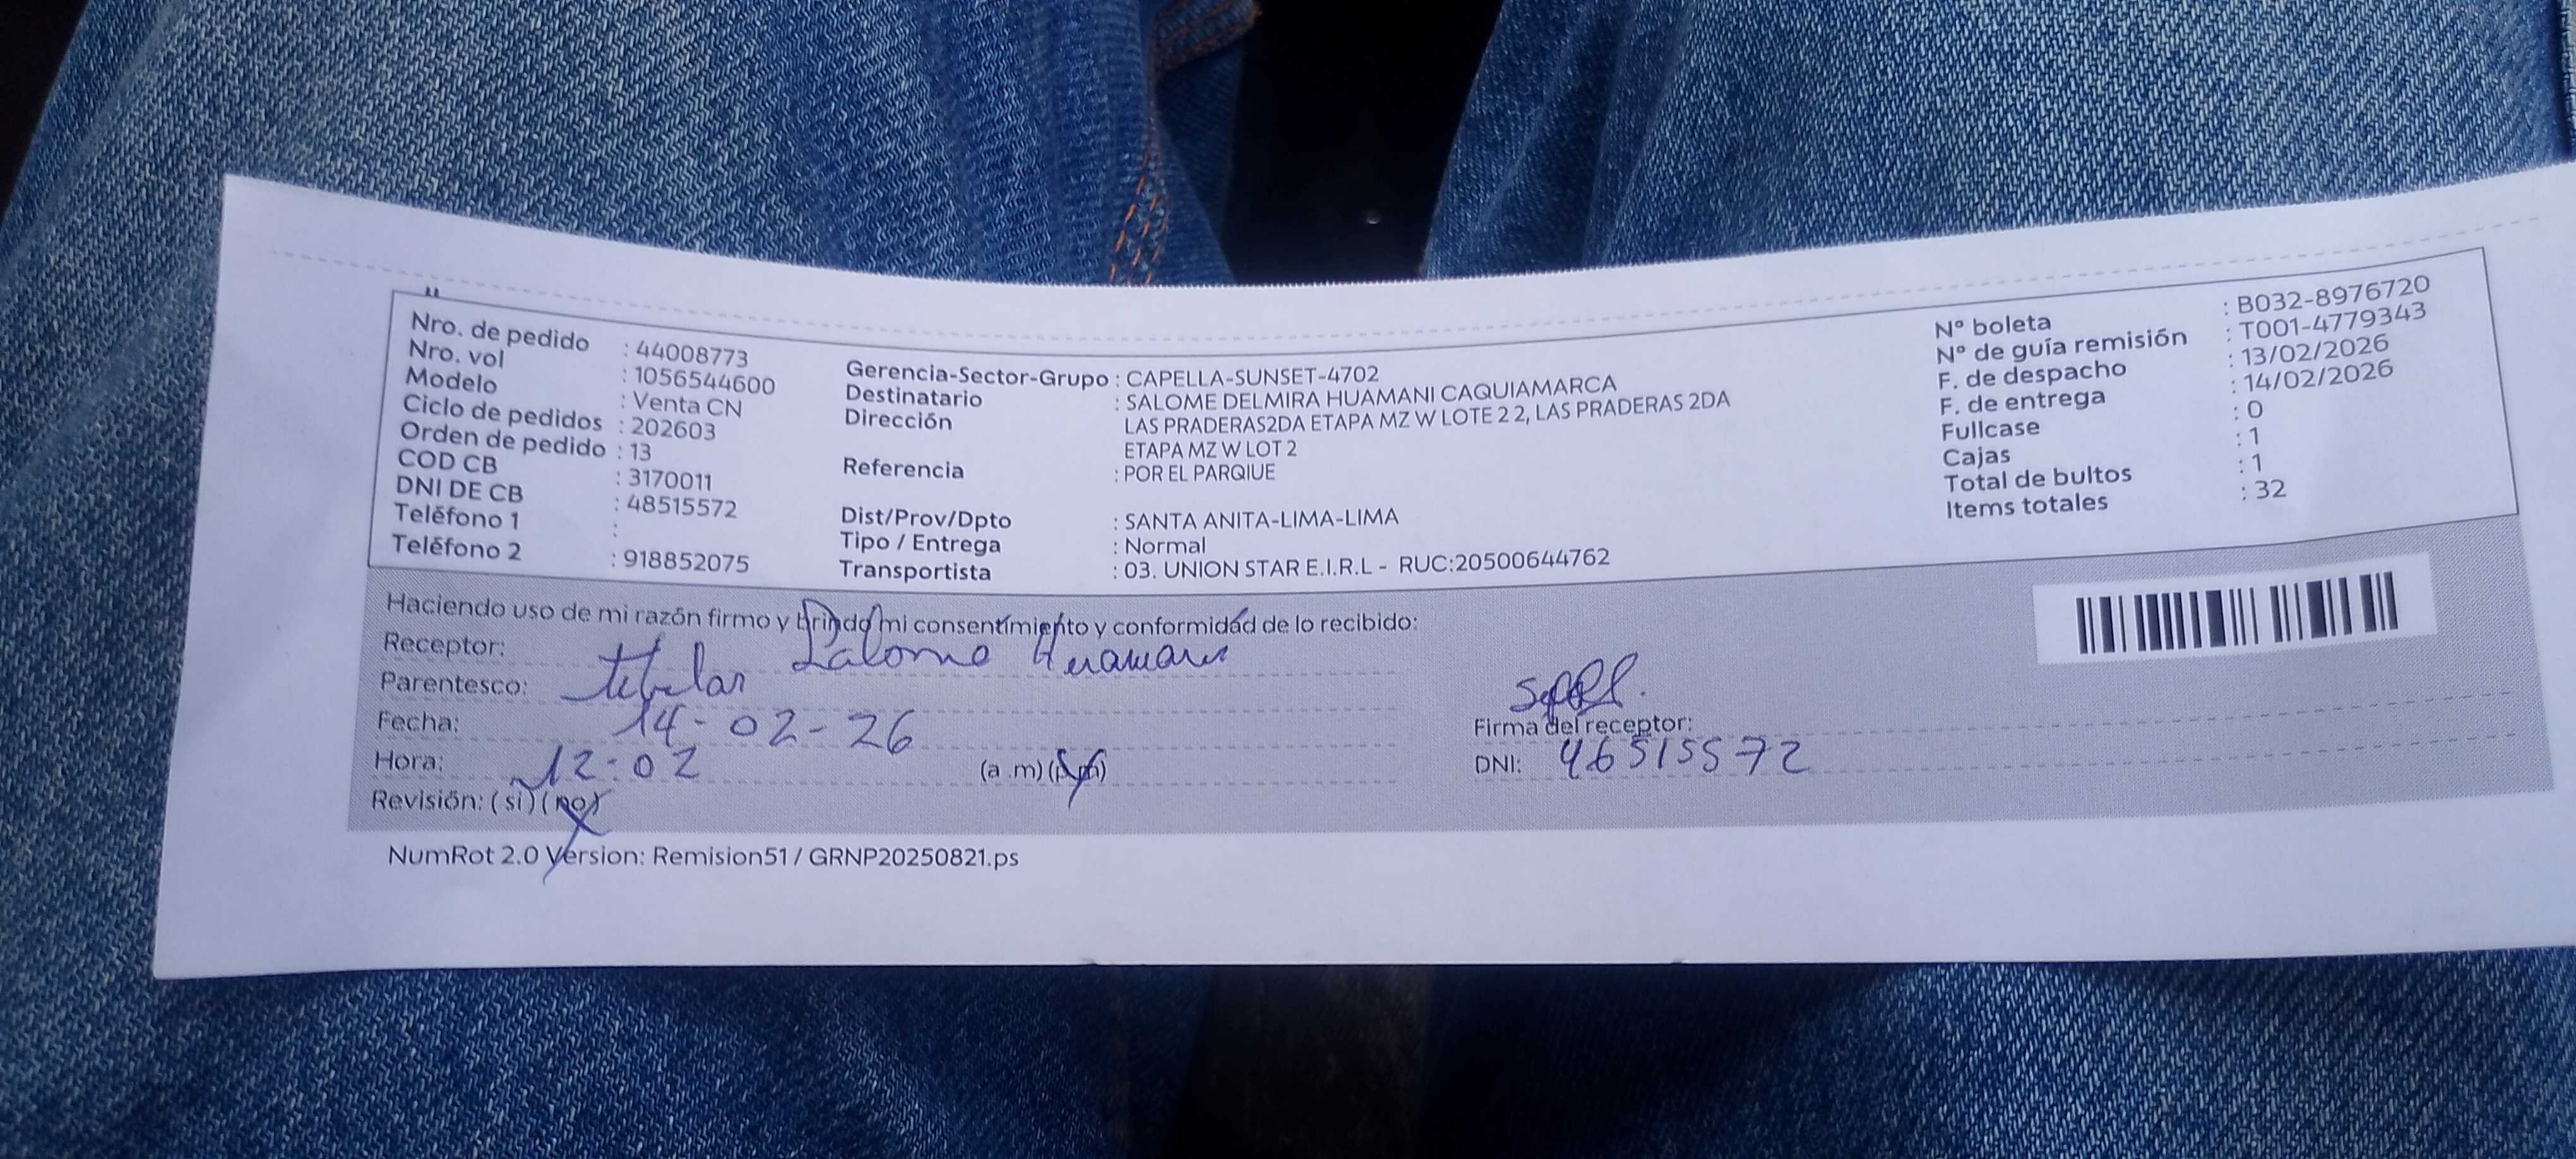 Nro. de pedido : 44008773
Nro. vol : 1056544600
Modelo : Venta CN
Ciclo de pedidos : 202603
Orden de pedido : 13
COD CB : 3170011
DNI DE CB : 48515572
Teléfono 1 :
Teléfono 2 : 918852075
Gerencia-Sector-Grupo : CAPELLA-SUNSET-4702
Destinatario : SALOME DELMIRA HUAMANI CAQUIAMARCA
Dirección LAS PRADERAS2DA ETAPA MZ W LOTE 2 2, LAS PRADERAS 2DA
ETAPA MZ W LOT 2
Referencia : POR EL PARQIUE
Dist/Prov/Dpto : SANTA ANITA-LIMA-LIMA
Tipo / Entrega : Normal
Transportista : 03. UNION STAR E.I.R.L - RUC:20500644762
N° boleta : B032-8976720
N° de guía remisión : T001-4779343
F. de despacho : 13/02/2026
F. de entrega : 14/02/2026
Fullcase : 0
Cajas : 1
Total de bultos : 1
Items totales : 32
Haciendo uso de mi razón firmo y brindo mi consentimiento y conformidad de lo recibido:
Receptor: Salome Huamani
Parentesco: titular
Fecha: 14-02-26
Hora: 12:02 (a .m) (p.m)
Revisión: (si) (no)
Firma del receptor:
DNI: 46515572
NumRot 2.0 Version: Remision51 / GRNP20250821.ps